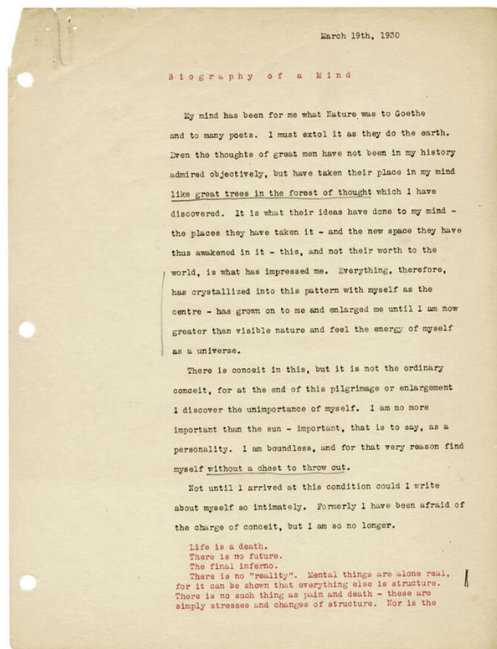 March 19th, 1930
Biography of a Mind
My mind has been for me what Nature was to Goethe
and to many poets. I must extol it as they do the earth.
Even the thoughts of great men have not been in my history
admired objectively, but have taken their place in my mind
like great trees in the forest of thought which I have
discovered. It is what their ideas have done to my mind -
the places they have taken it - and the new space they have
thus awakened in it - this, and not their worth to the
world, is what has impressed me. Everything, therefore,
has crystallized into this pattern with myself as the
centre - has grown on to me and enlarged me until I am now
greater than visible nature and feel the energy of myself
as a universe.
There is conceit in this, but it is not the ordinary
conceit, for at the end of this pilgrimage or enlargement
I discover the unimportance of myself. I am no more
important than the sun - important, that is to say, as a
personality. I am boundless, and for that very reason find
myself without a chest to throw out.
Not until I arrived at this condition could I write
about myself so intimately. Formerly I have been afraid of
the charge of conceit, but I am so no longer.
Life is a death.
There is no future.
The final inferno.
There is no "reality". Mental things are alone real,
for it can be shown that everything else is structure.
There is no such thing as pain and death - these are
simply stresses and changes of structure. Nor is the